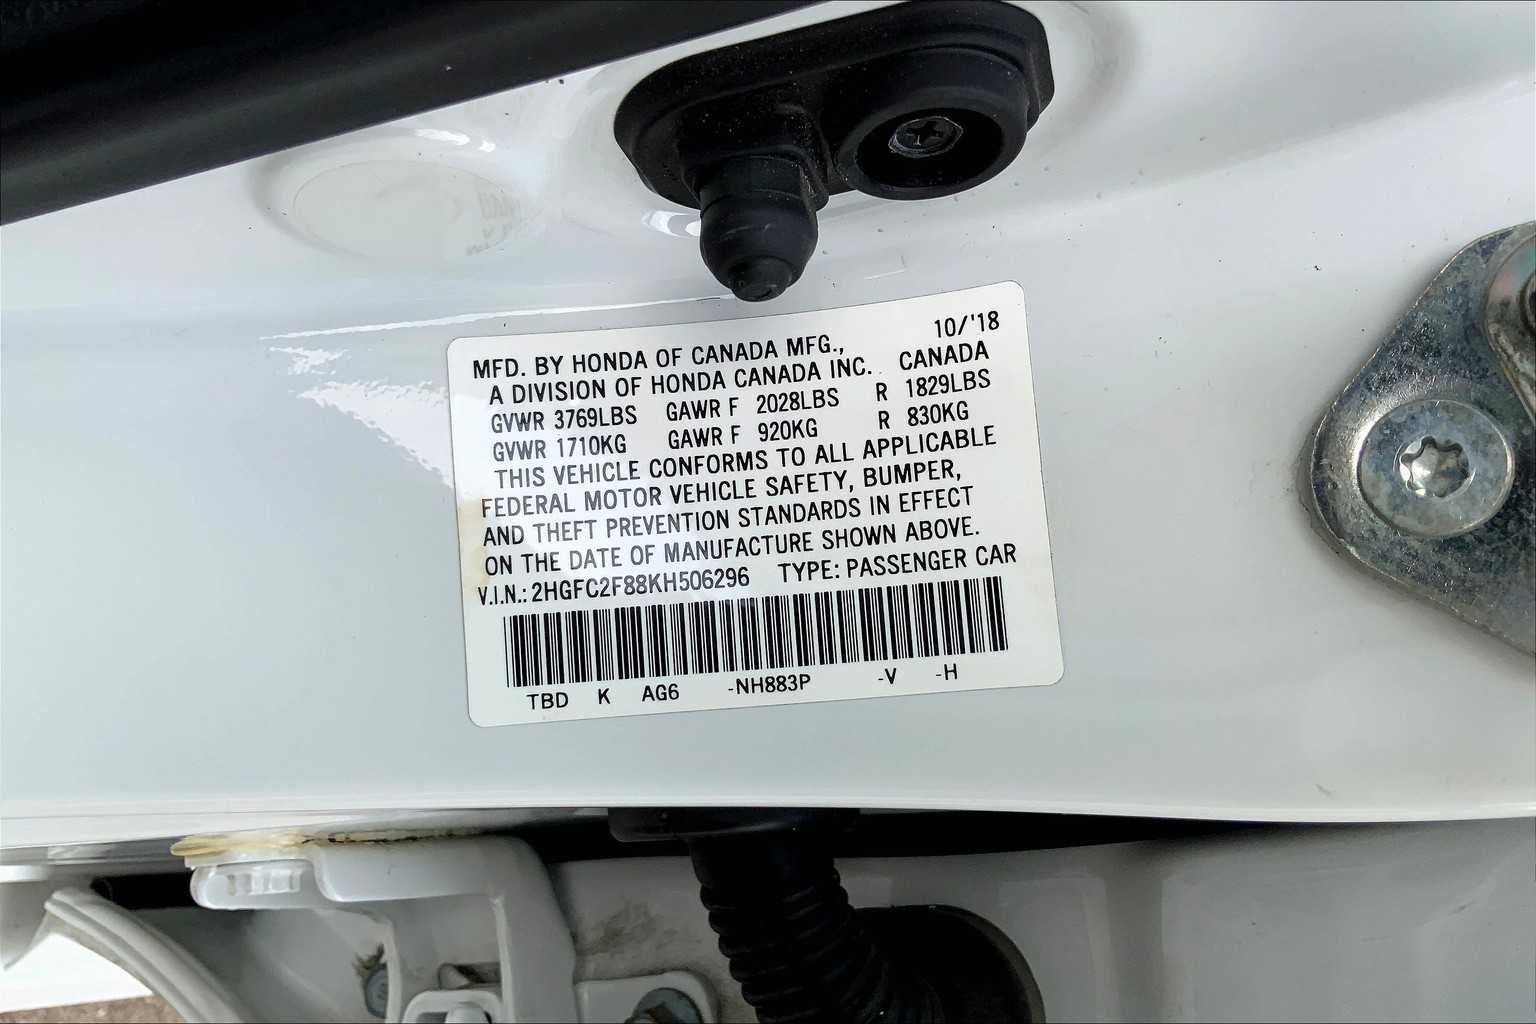 10/'18
MFD. BY HONDA OF CANADA MFG.,
A DIVISION OF HONDA CANADA INC. CANADA
GVWR 3769LBS GAWR F 2028LBS R 1829LBS
GVWR 1710KG GAWR F 920KG R 830KG
THIS VEHICLE CONFORMS TO ALL APPLICABLE
FEDERAL MOTOR VEHICLE SAFETY, BUMPER,
AND THEFT PREVENTION STANDARDS IN EFFECT
ON THE DATE OF MANUFACTURE SHOWN ABOVE.
V.I.N.: 2HGFC2F88KH506296 TYPE: PASSENGER CAR
TBD K AG6 -NH883P -V -H